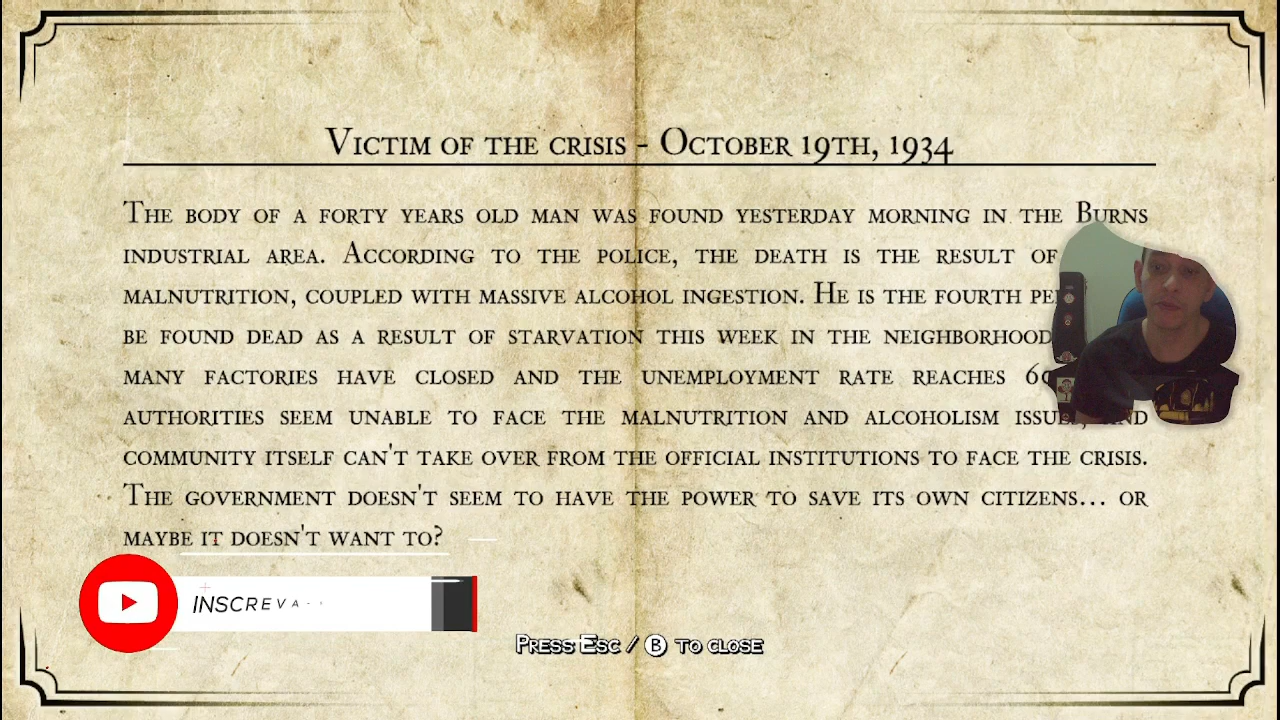 Victim of the crisis - October 19th, 1934
The body of a forty years old man was found yesterday morning in the Burns
industrial area. According to the police, the death is the result of
malnutrition, coupled with massive alcohol ingestion. He is the fourth
be found dead as a result of starvation this week in the neighborhood
many factories have closed and the unemployment rate reaches
authorities seem unable to face the malnutrition and alcoholism issue, and
community itself can't take over from the official institutions to face the crisis.
The government doesn't seem to have the power to save its own citizens... or
maybe it doesn't want to?
INSCREVA-
Press Esc / B to close